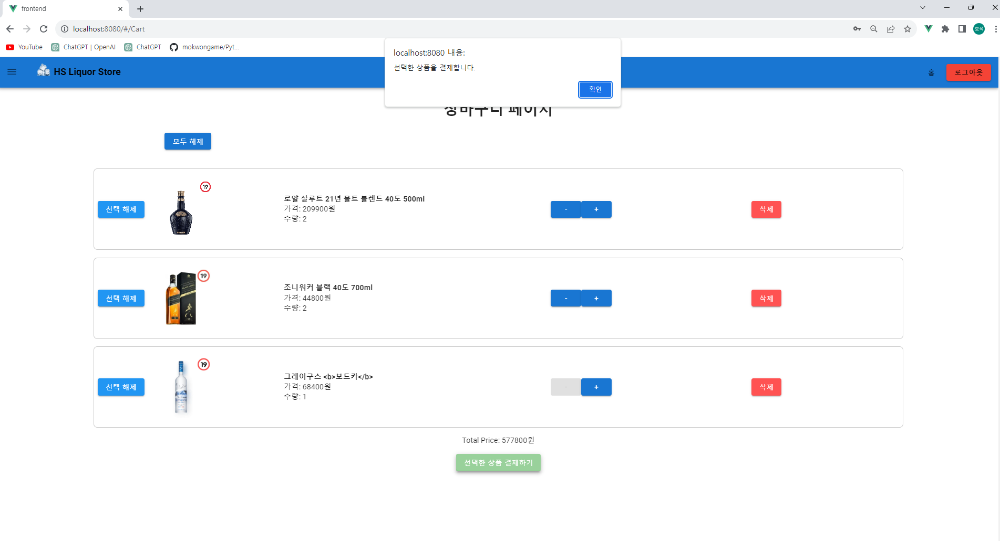 frontend
localhost:8080/#/Cart
호석
YouTube
ChatGPT | OpenAI
ChatGPT
mokwongame/Pyt...
localhost:8080 내용:
선택한 상품을 결제합니다.
확인
HS Liquor Store
홈
로그아웃
장바구니 페이지
모두 해제
선택 해제
19
로얄 살루트 21년 몰트 블렌드 40도 500ml
가격: 209900원
수량: 2
-
+
삭제
선택 해제
19
조니워커 블랙 40도 700ml
가격: 44800원
수량: 2
-
+
삭제
선택 해제
19
그레이구스 <b>보드카</b>
가격: 68400원
수량: 1
-
+
삭제
Total Price: 577800원
선택한 상품 결제하기